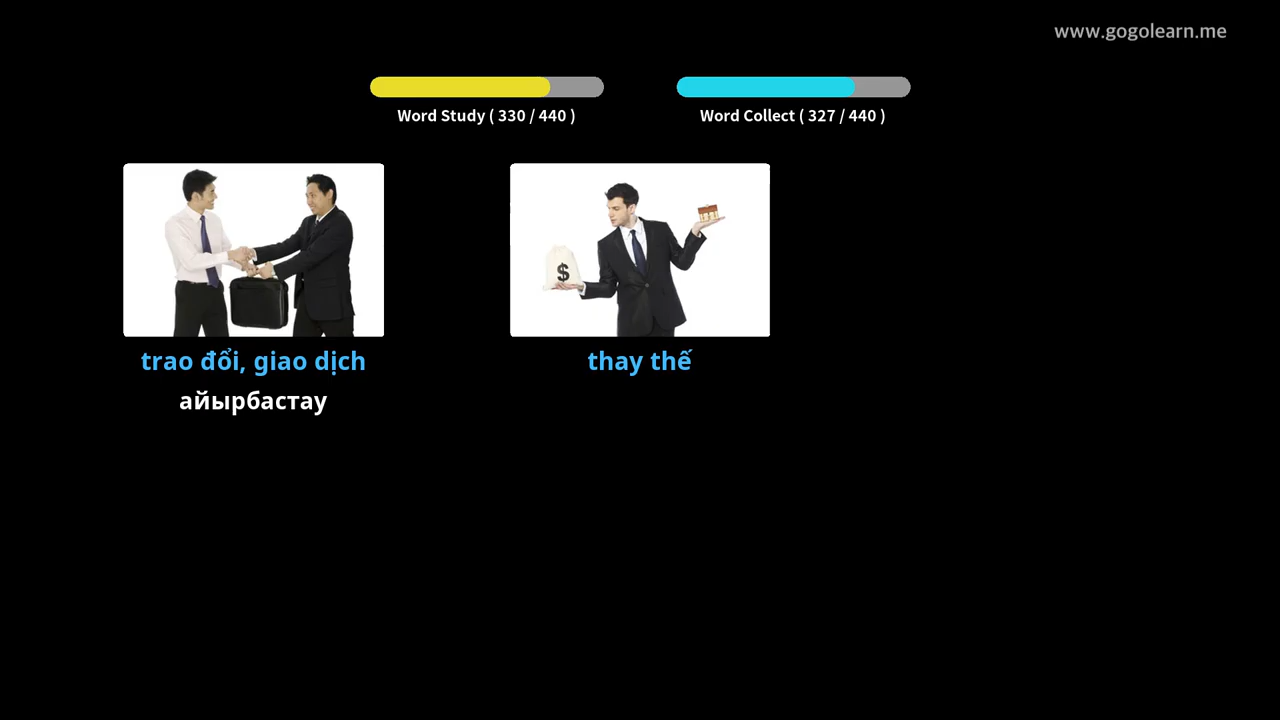 www.gogolearn.me
Word Study ( 330 / 440 )
Word Collect ( 327 / 440 )
$
trao đổi, giao dịch
айырбастау
thay thế